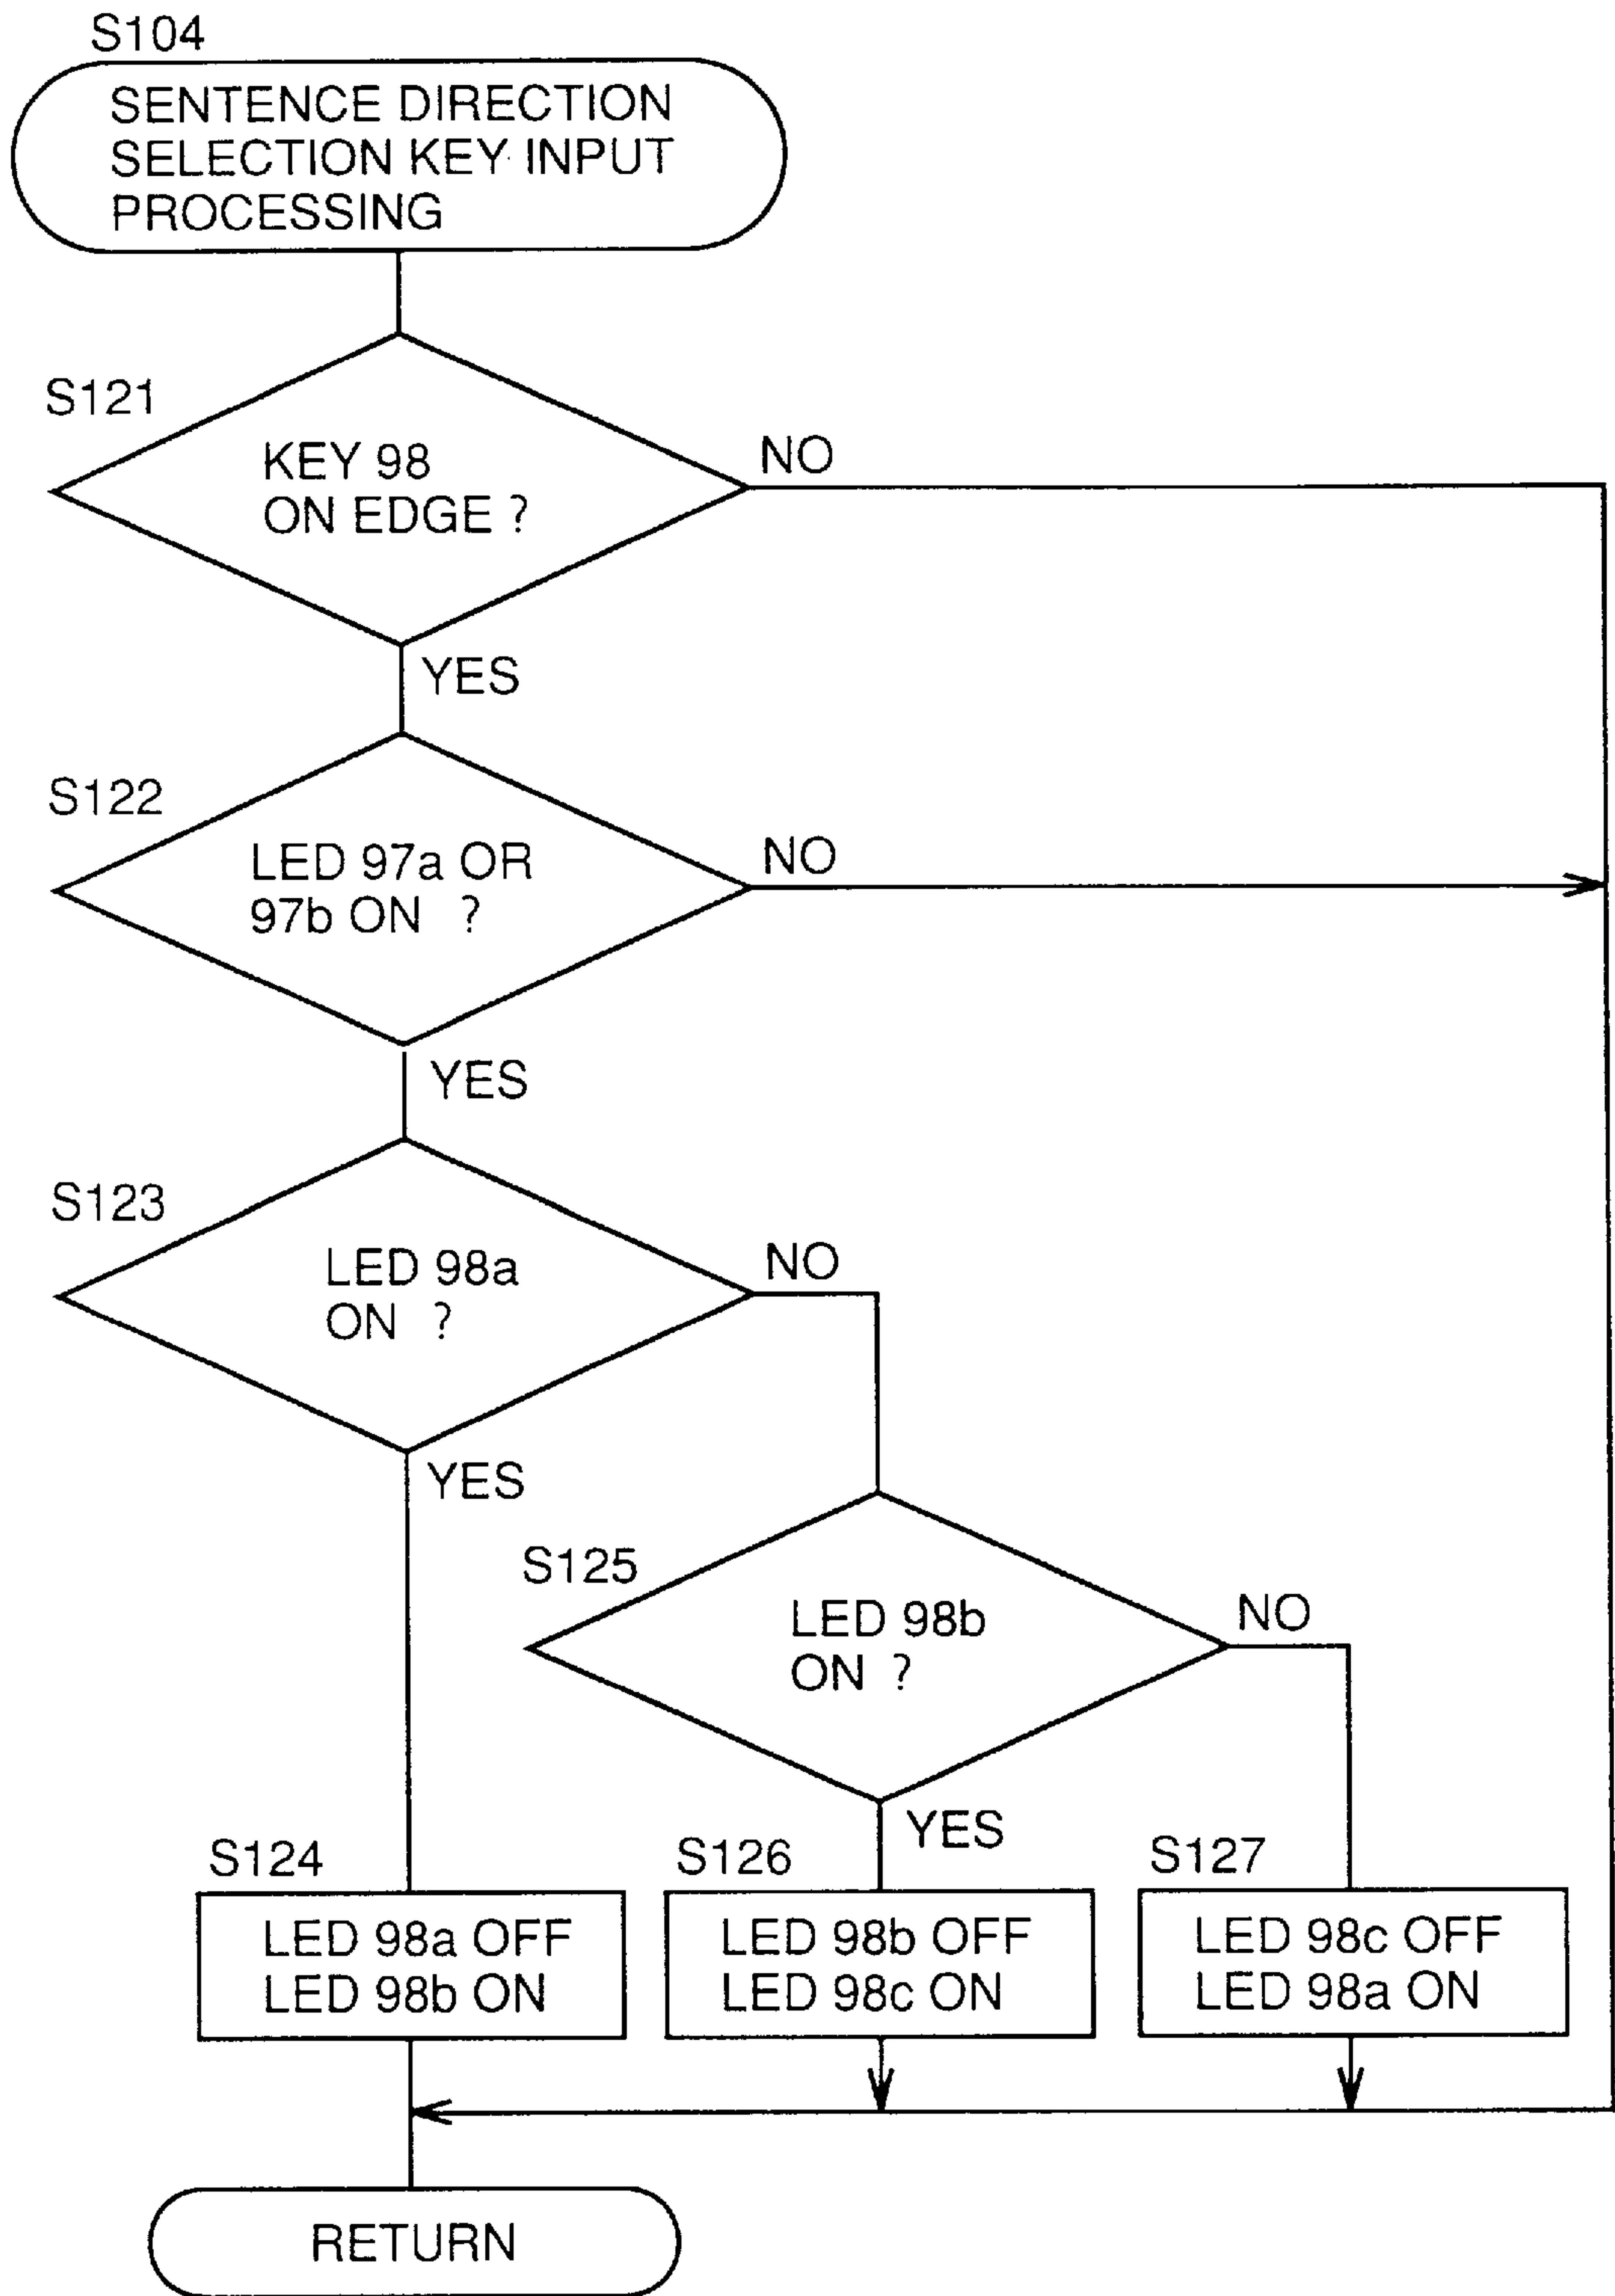 S104
SENTENCE DIRECTION
SELECTION KEY INPUT
PROCESSING
S121
KEY 98
ON EDGE ?
NO
YES
S122
LED 97a OR
97b ON ?
NO
YES
S123
LED 98a
ON ?
NO
YES
S125
LED 98b
ON ?
NO
YES
S124
LED 98a OFF
LED 98b ON
S126
LED 98b OFF
LED 98c ON
S127
LED 98c OFF
LED 98a ON
RETURN